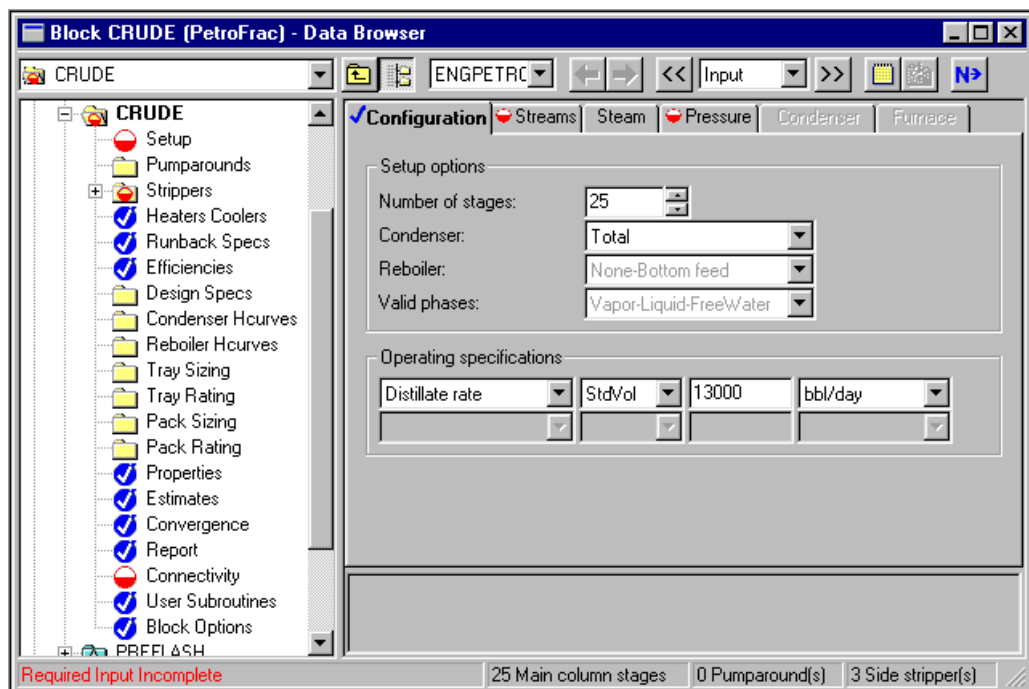 Block CRUDE (PetroFrac) - Data Browser
CRUDE ENGPETRC << Input >> N
CRUDE
Setup
Pumparounds
Strippers
Heaters Coolers
Runback Specs
Efficiencies
Design Specs
Condenser Hcurves
Reboiler Hcurves
Tray Sizing
Tray Rating
Pack Sizing
Pack Rating
Properties
Estimates
Convergence
Report
Connectivity
User Subroutines
Block Options
PREFLASH
Configuration Streams Steam Pressure Condenser Furnace
Setup options
Number of stages: 25
Condenser: Total
Reboiler: None-Bottom feed
Valid phases: Vapor-Liquid-FreeWater
Operating specifications
Distillate rate StdVol 13000 bbl/day
Required Input Incomplete 25 Main column stages 0 Pumparound(s) 3 Side stripper(s)